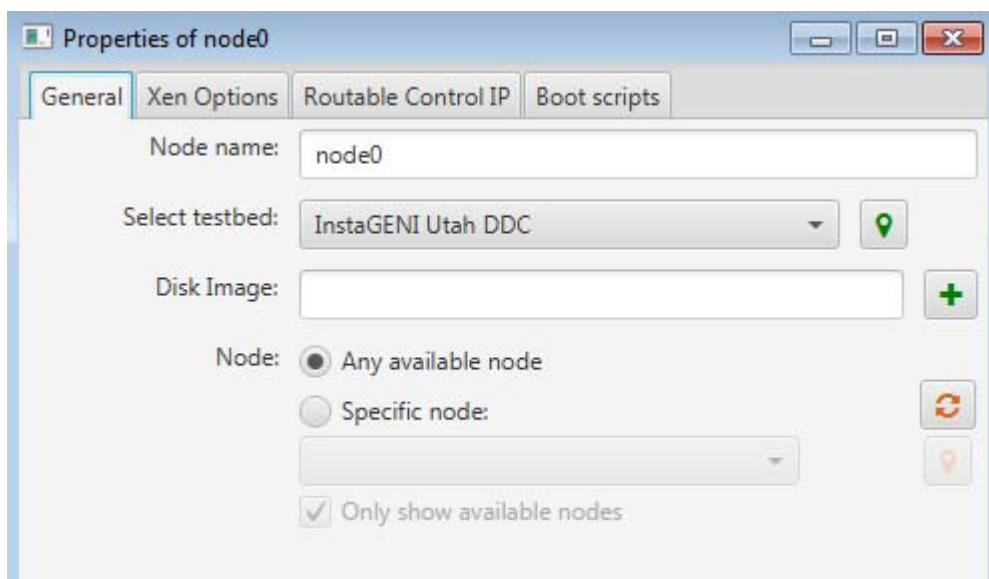 Properties of node0
General Xen Options Routable Control IP Boot scripts
Node name: node0
Select testbed: InstaGENI Utah DDC
Disk Image:
Node: Any available node
Specific node:
Only show available nodes